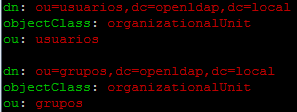 dn: ou=usuarios,dc=openldap,dc=local
objectClass: organizationalUnit
ou: usuarios
dn: ou=grupos,dc=openldap,dc=local
objectClass: organizationalUnit
ou: grupos